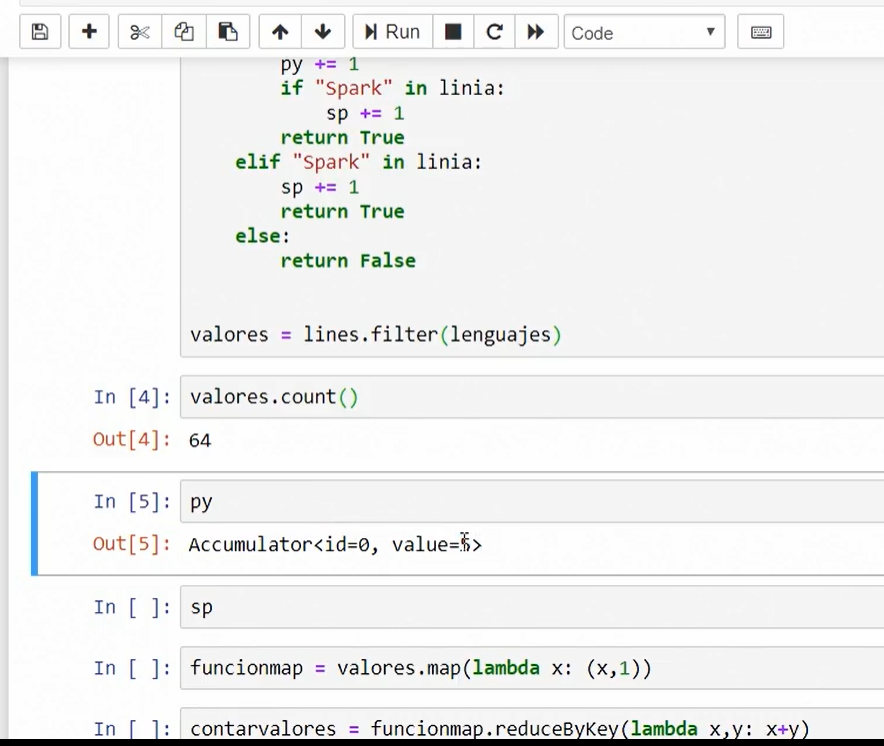 Run
Code
py += 1
if "Spark" in linia:
sp += 1
return True
elif "Spark" in linia:
sp += 1
return True
else:
return False
valores = lines.filter(lenguajes)
In [4]: valores.count()
Out[4]: 64
In [5]: py
Out[5]: Accumulator<id=0, value= >
In [ ]: sp
In [ ]: funcionmap = valores.map(lambda x: (x,1))
In [ ]: contarvalores = funcionmap.reduceByKey(lambda x,y: x+y)